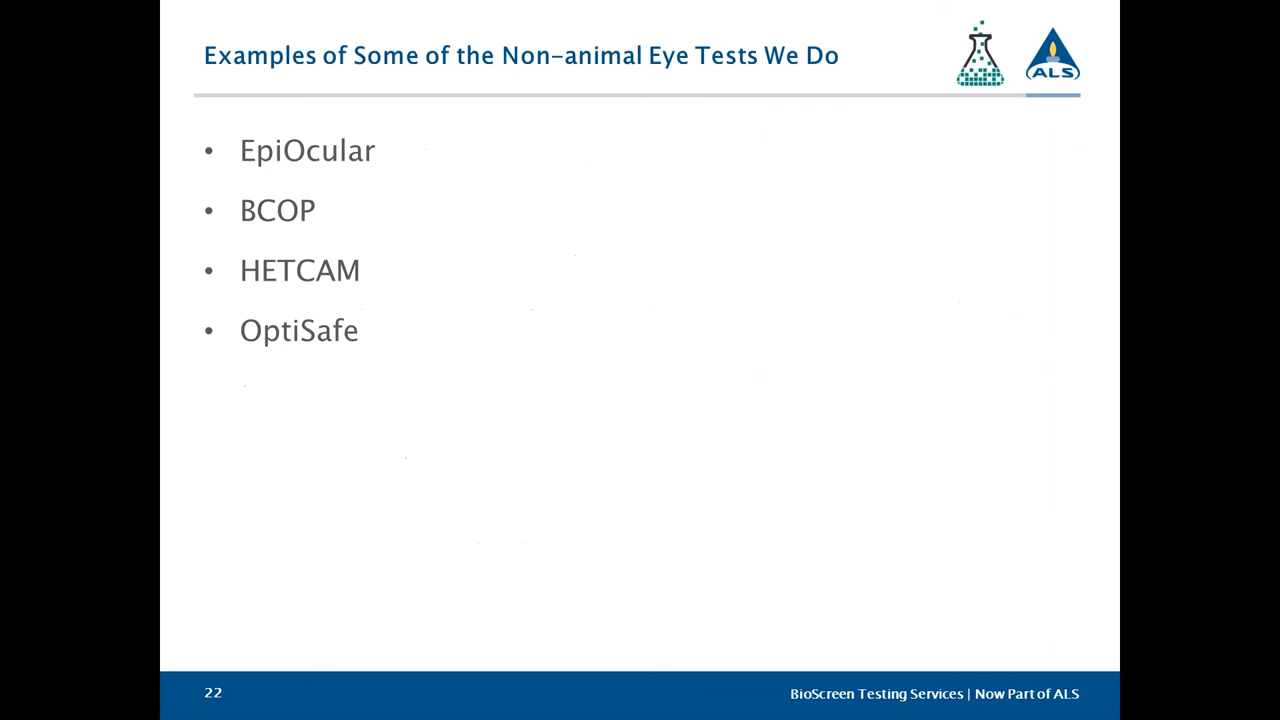 Examples of Some of the Non-animal Eye Tests We Do
ALS
• EpiOcular
• BCOP
• HETCAM
• OptiSafe
22
BioScreen Testing Services | Now Part of ALS